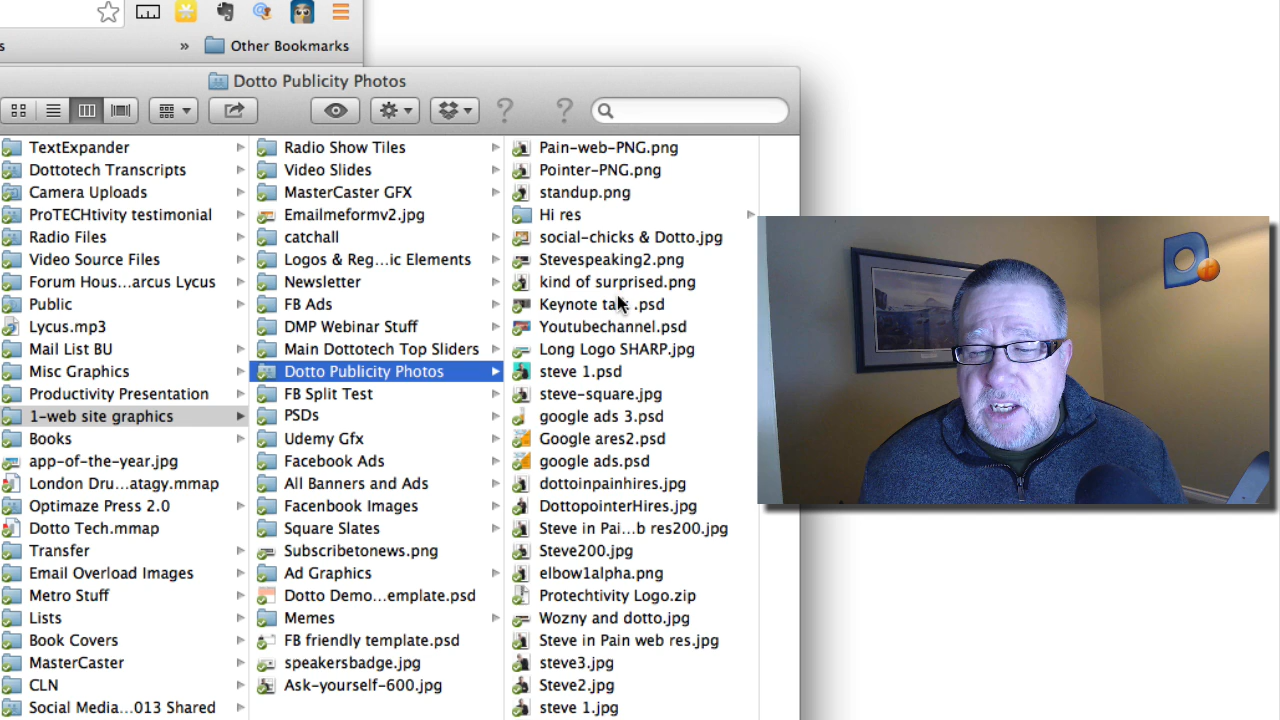 s
»
Other Bookmarks
Dotto Publicity Photos
TextExpander
Dottotech Transcripts
Camera Uploads
ProTECHtivity testimonial
Radio Files
Video Source Files
Forum Hous...arcus Lycus
Public
Lycus.mp3
Mail List BU
Misc Graphics
Productivity Presentation
1-web site graphics
Books
app-of-the-year.jpg
London Dru...atagy.mmap
Optimaze Press 2.0
Dotto Tech.mmap
Transfer
Email Overload Images
Metro Stuff
Lists
Book Covers
MasterCaster
CLN
Social Media...013 Shared
Radio Show Tiles
Video Slides
MasterCaster GFX
Emailmeformv2.jpg
catchall
Logos & Reg...ic Elements
Newsletter
FB Ads
DMP Webinar Stuff
Main Dottotech Top Sliders
Dotto Publicity Photos
FB Split Test
PSDs
Udemy Gfx
Facebook Ads
All Banners and Ads
Facenbook Images
Square Slates
Subscribetonews.png
Ad Graphics
Dotto Demo...emplate.psd
Memes
FB friendly template.psd
speakersbadge.jpg
Ask-yourself-600.jpg
Pain-web-PNG.png
Pointer-PNG.png
standup.png
Hi res
social-chicks & Dotto.jpg
Stevespeaking2.png
kind of surprised.png
Keynote .psd
Youtubechannel.psd
Long Logo SHARP.jpg
steve 1.psd
steve-square.jpg
google ads 3.psd
Google ares2.psd
google ads.psd
dottoinpainhires.jpg
DottopointerHires.jpg
Steve in Pai...b res200.jpg
Steve200.jpg
elbow1alpha.png
Protechtivity Logo.zip
Wozny and dotto.jpg
Steve in Pain web res.jpg
steve3.jpg
Steve2.jpg
steve 1.jpg